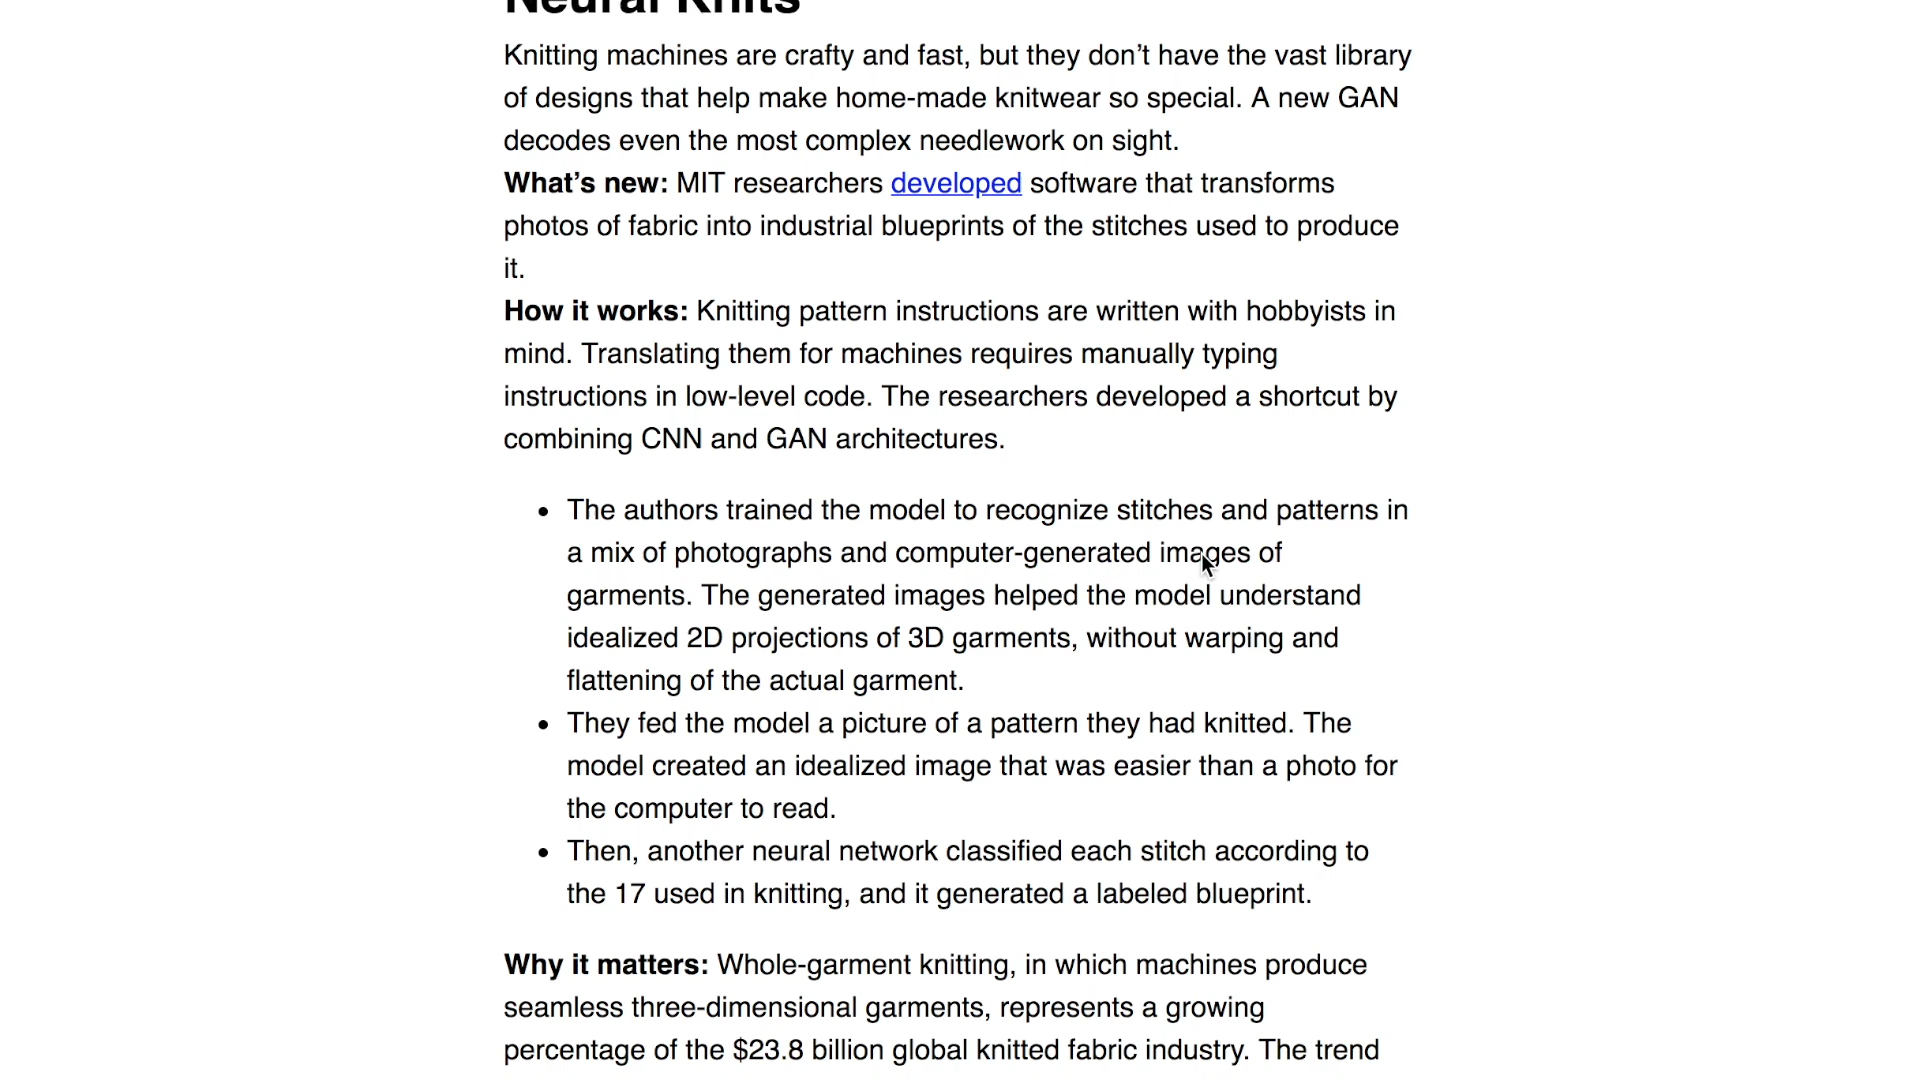 Neural Knits
Knitting machines are crafty and fast, but they don’t have the vast library
of designs that help make home-made knitwear so special. A new GAN
decodes even the most complex needlework on sight.
What’s new: MIT researchers developed software that transforms
photos of fabric into industrial blueprints of the stitches used to produce
it.
How it works: Knitting pattern instructions are written with hobbyists in
mind. Translating them for machines requires manually typing
instructions in low-level code. The researchers developed a shortcut by
combining CNN and GAN architectures.
• The authors trained the model to recognize stitches and patterns in
a mix of photographs and computer-generated images of
garments. The generated images helped the model understand
idealized 2D projections of 3D garments, without warping and
flattening of the actual garment.
• They fed the model a picture of a pattern they had knitted. The
model created an idealized image that was easier than a photo for
the computer to read.
• Then, another neural network classified each stitch according to
the 17 used in knitting, and it generated a labeled blueprint.
Why it matters: Whole-garment knitting, in which machines produce
seamless three-dimensional garments, represents a growing
percentage of the $23.8 billion global knitted fabric industry. The trend